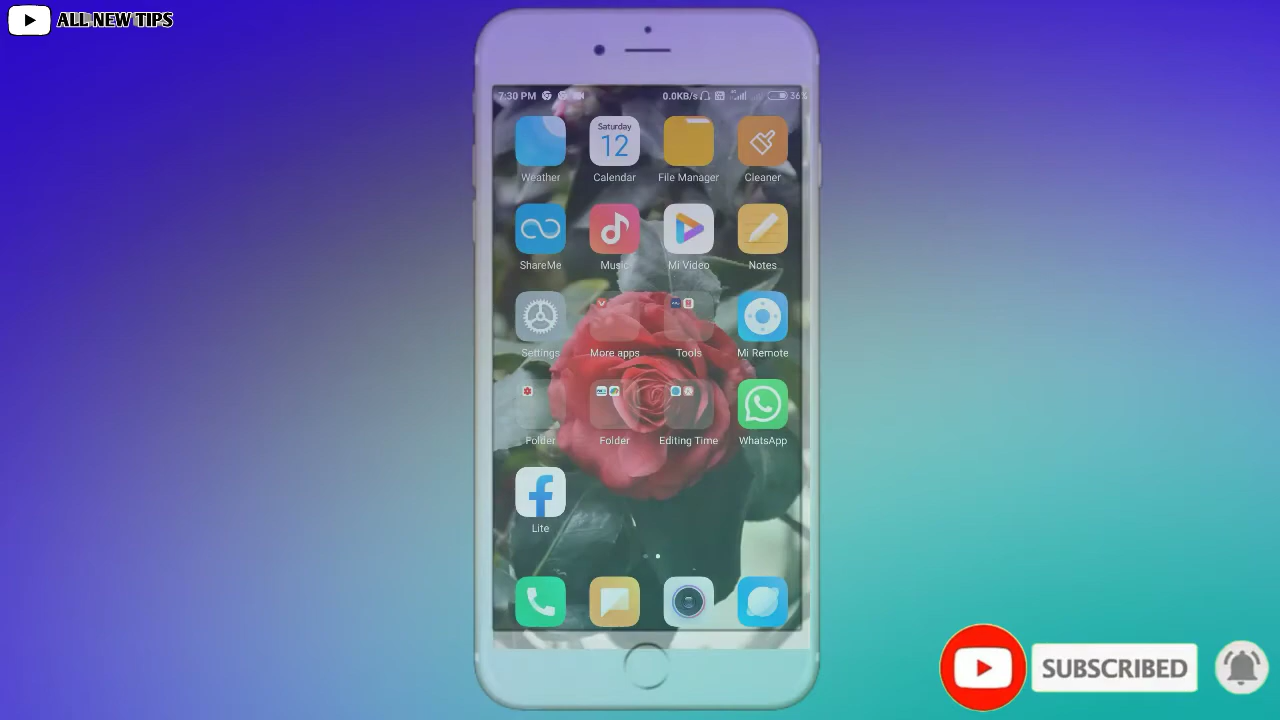 ALL NEW TIPS
7:30 PM 0.0KB/s 36%
Saturday
12
Weather Calendar File Manager Cleaner
ShareMe Music Mi Video Notes
Settings More apps Tools Mi Remote
Folder Folder Editing Time WhatsApp
Lite
SUBSCRIBED